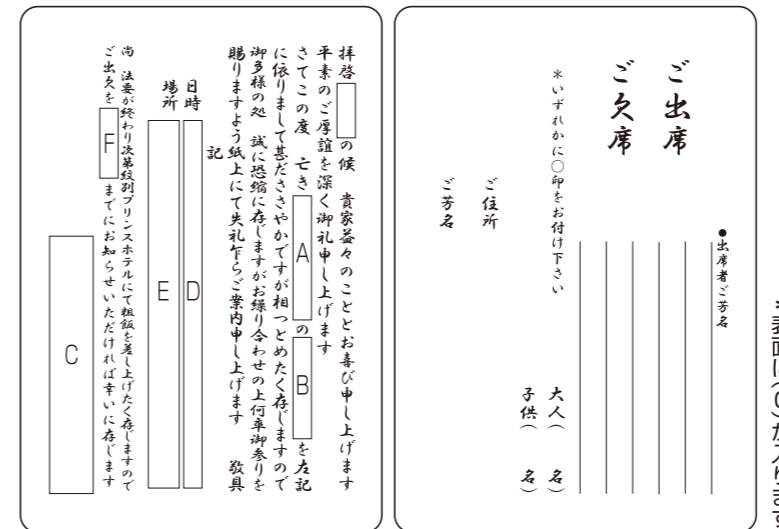 拝啓　の候　貴家益々のこととお喜び申し上げます
平素のご厚誼を深く御礼申し上げます
さてこの度　亡き A の B を左記
に依りまして甚だささやかですが相つとめたく存じますので
御多様の処　誠に恐縮に存じますがお繰り合わせの上何卒御参りを
賜りますよう紙上にて失礼乍らご案内申し上げます　敬具
記
日時 D
場所 E
尚　法要が終わり次第紋別プリンスホテルにて粗飯を差し上げたく存じますので
ご出欠を F までにお知らせいただければ幸いに存じます
C
●出席者ご芳名
ご出席
ご欠席
＊いずれかに○印をお付け下さい
大人（　名）
子供（　名）
ご住所
ご芳名